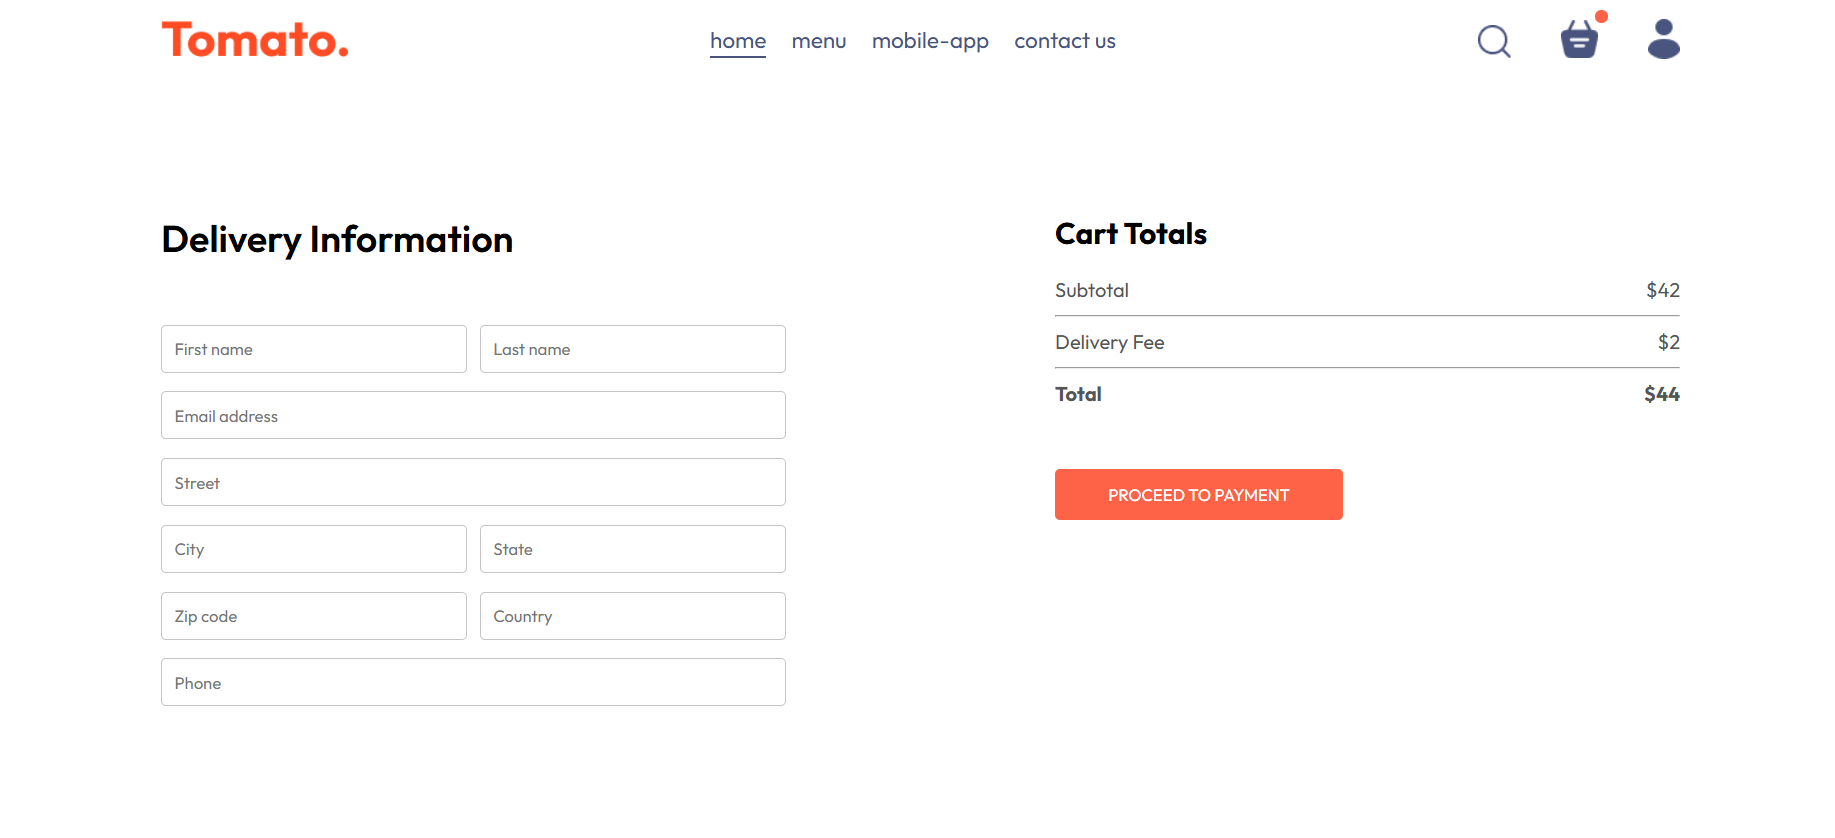 Tomato.
home menu mobile-app contact us
Delivery Information
First name Last name
Email address
Street
City State
Zip code Country
Phone
Cart Totals
Subtotal $42
Delivery Fee $2
Total $44
PROCEED TO PAYMENT